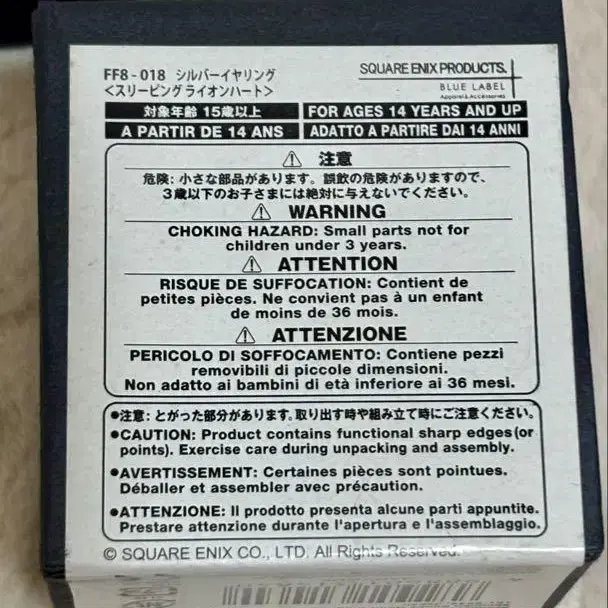 FF8-018 シルバーイヤリング
<スリーピングライオンハート>
SQUARE ENIX PRODUCTS.
BLUE LABEL
Apparel & Accessories
対象年齢 15歳以上
FOR AGES 14 YEARS AND UP
A PARTIR DE 14 ANS
ADATTO A PARTIRE DAI 14 ANNI
⚠ 注意
危険: 小さな部品があります。誤飲の危険がありますので、
3歳以下のお子さまには絶対に与えないでください。
⚠ WARNING
CHOKING HAZARD: Small parts not for
children under 3 years.
⚠ ATTENTION
RISQUE DE SUFFOCATION: Contient de
petites pièces. Ne convient pas à un enfant
de moins de 36 mois.
⚠ ATTENZIONE
PERICOLO DI SOFFOCAMENTO: Contiene pezzi
removibili di piccole dimensioni.
Non adatto ai bambini di età inferiore ai 36 mesi.
●注意: とがった部分があります。取り出す時や組み立て時にご注意ください。
●CAUTION: Product contains functional sharp edges (or
points). Exercise care during unpacking and assembly.
●AVERTISSEMENT: Certaines pièces sont pointues.
Déballer et assembler avec précaution.
●ATTENZIONE: Il prodotto presenta alcune parti appuntite.
Prestare attenzione durante l'apertura e l'assemblaggio.
© SQUARE ENIX CO., LTD. All Rights Reserved.